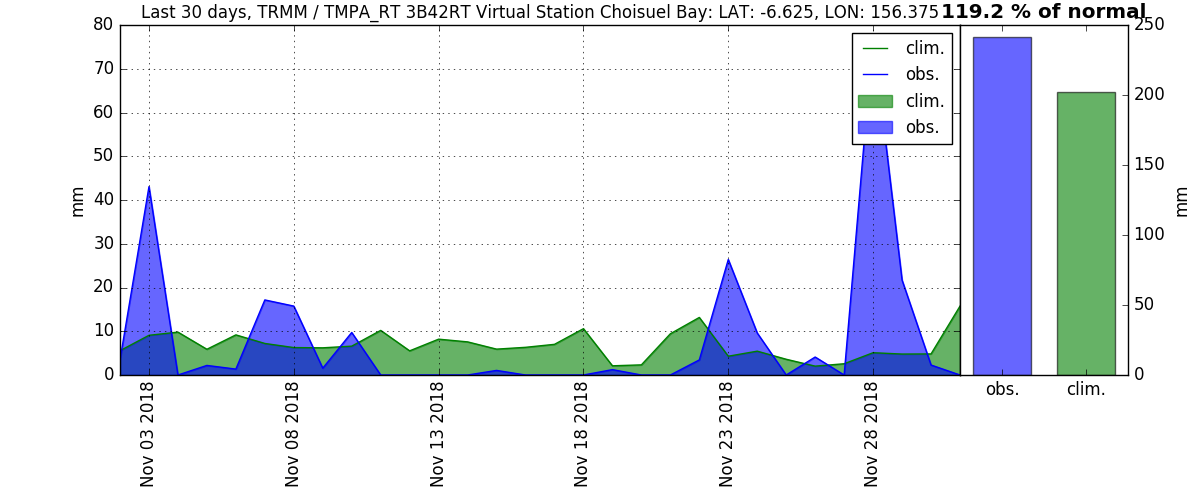 Last 30 days, TRMM / TMPA_RT 3B42RT Virtual Station Choisuel Bay: LAT: -6.625, LON: 156.375
119.2 % of normal
80
70
60
50
40
30
20
10
0
mm
clim.
obs.
clim.
obs.
Nov 03 2018
Nov 08 2018
Nov 13 2018
Nov 18 2018
Nov 23 2018
Nov 28 2018
250
200
150
100
50
0
mm
obs.
clim.